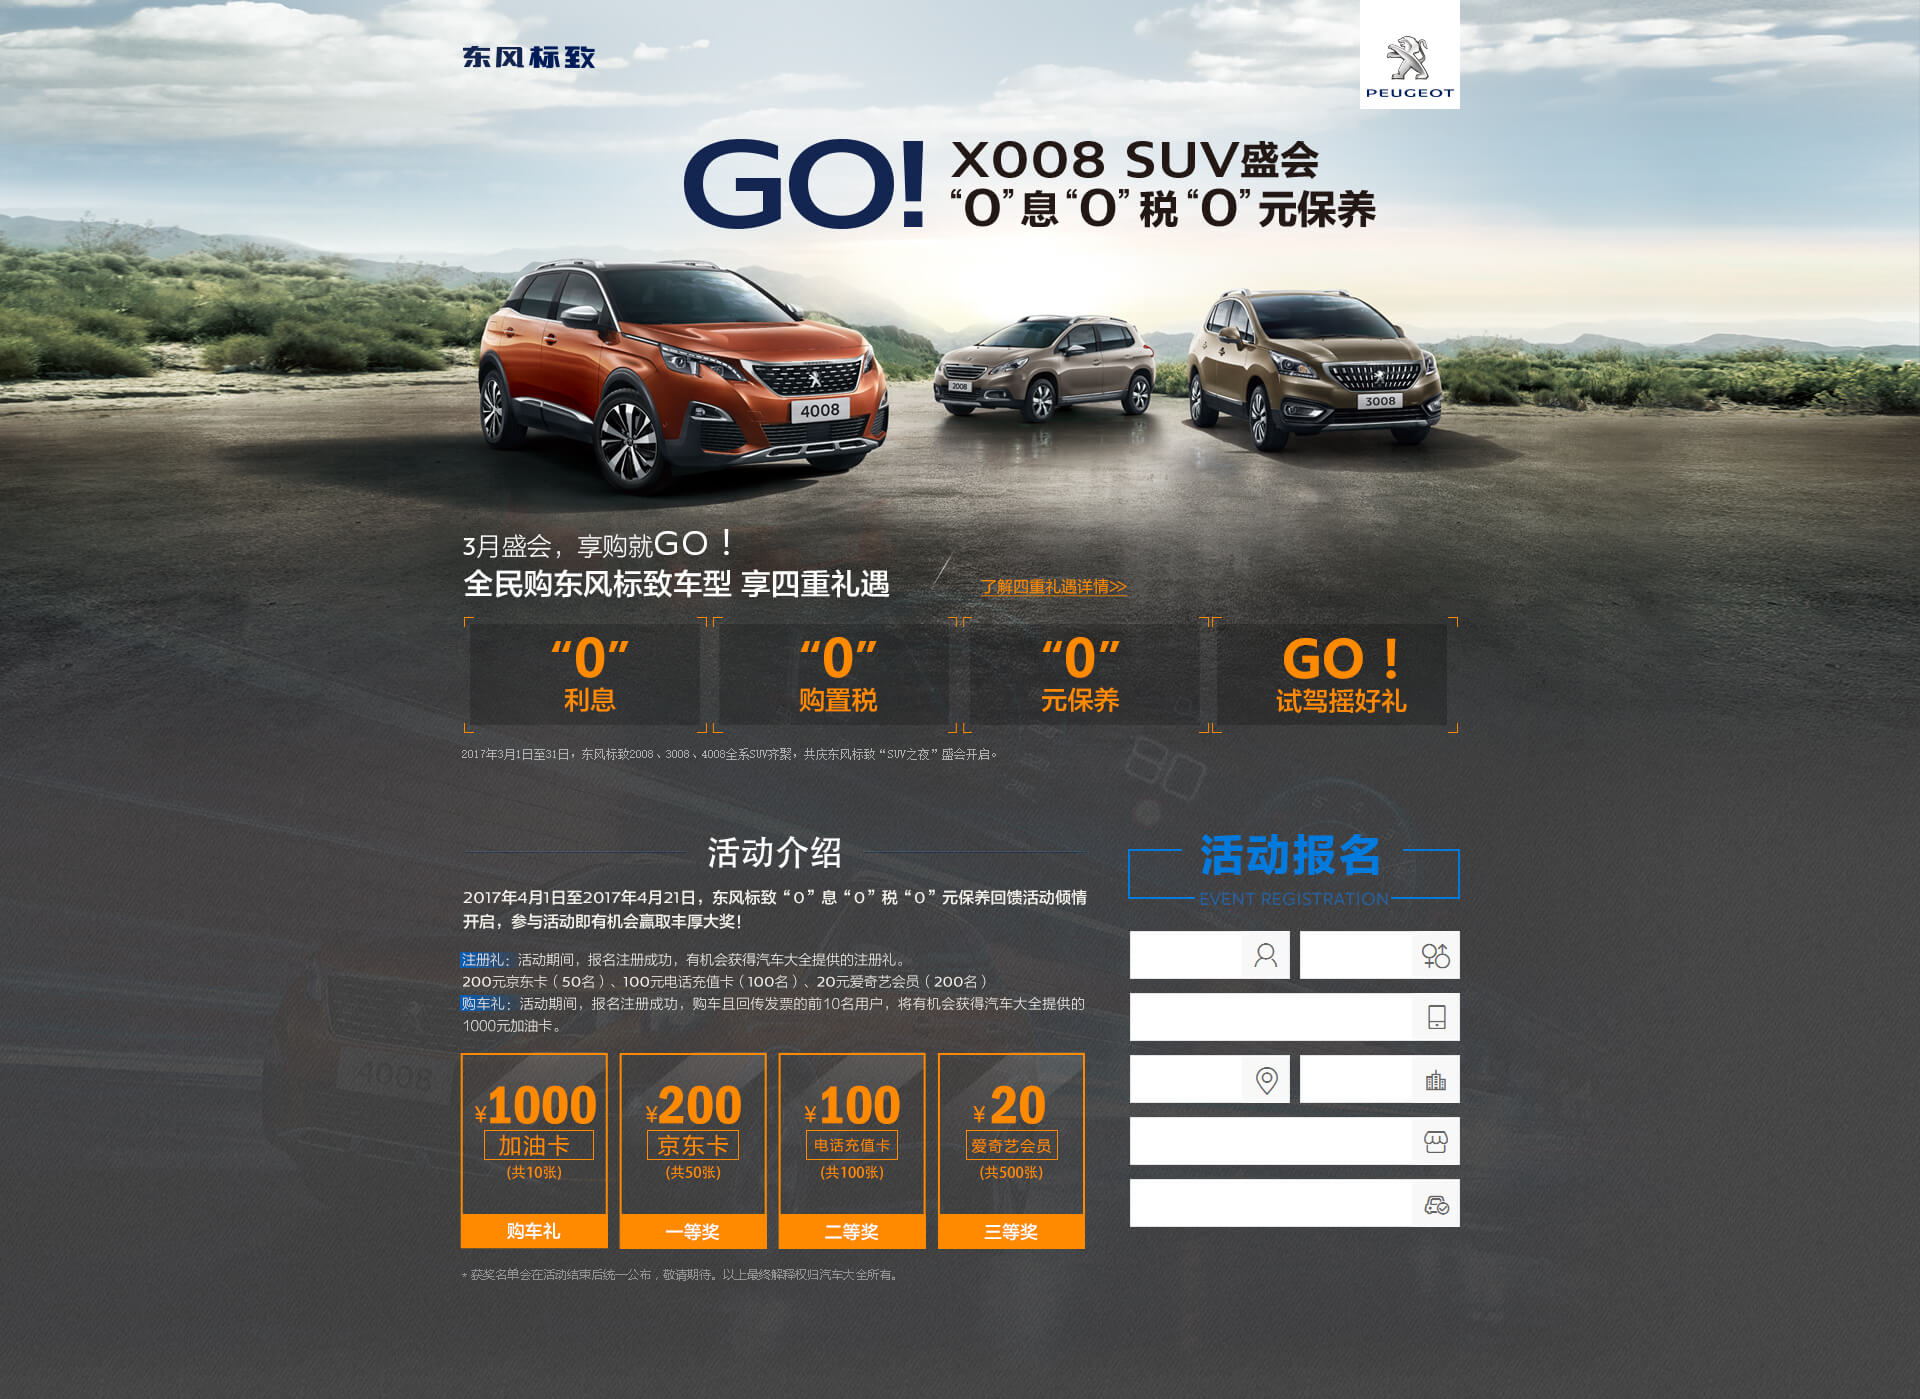 东风标致
PEUGEOT
GO!
X008 SUV盛会
“0”息“0”税“0”元保养
4008
2008
3008
3月盛会，享购就GO！
全民购东风标致车型 享四重礼遇
了解四重礼遇详情>>
“0”
利息
“0”
购置税
“0”
元保养
GO！
试驾摇好礼
2017年3月1日至31日，东风标致2008、3008、4008全系SUV齐聚，共庆东风标致“SUV之夜”盛会开启。
活动介绍
2017年4月1日至2017年4月21日，东风标致“0”息“0”税“0”元保养回馈活动倾情
开启，参与活动即有机会赢取丰厚大奖！
注册礼：活动期间，报名注册成功，有机会获得汽车大全提供的注册礼。
200元京东卡（50名）、100元电话充值卡（100名）、20元爱奇艺会员（200名）
购车礼：活动期间，报名注册成功，购车且回传发票的前10名用户，将有机会获得汽车大全提供的
1000元加油卡。
4008
¥1000
加油卡
(共10张)
购车礼
¥200
京东卡
(共50张)
一等奖
¥100
电话充值卡
(共100张)
二等奖
¥20
爱奇艺会员
(共500张)
三等奖
* 获奖名单会在活动结束后统一公布，敬请期待。以上最终解释权归汽车大全所有。
活动报名
EVENT REGISTRATION